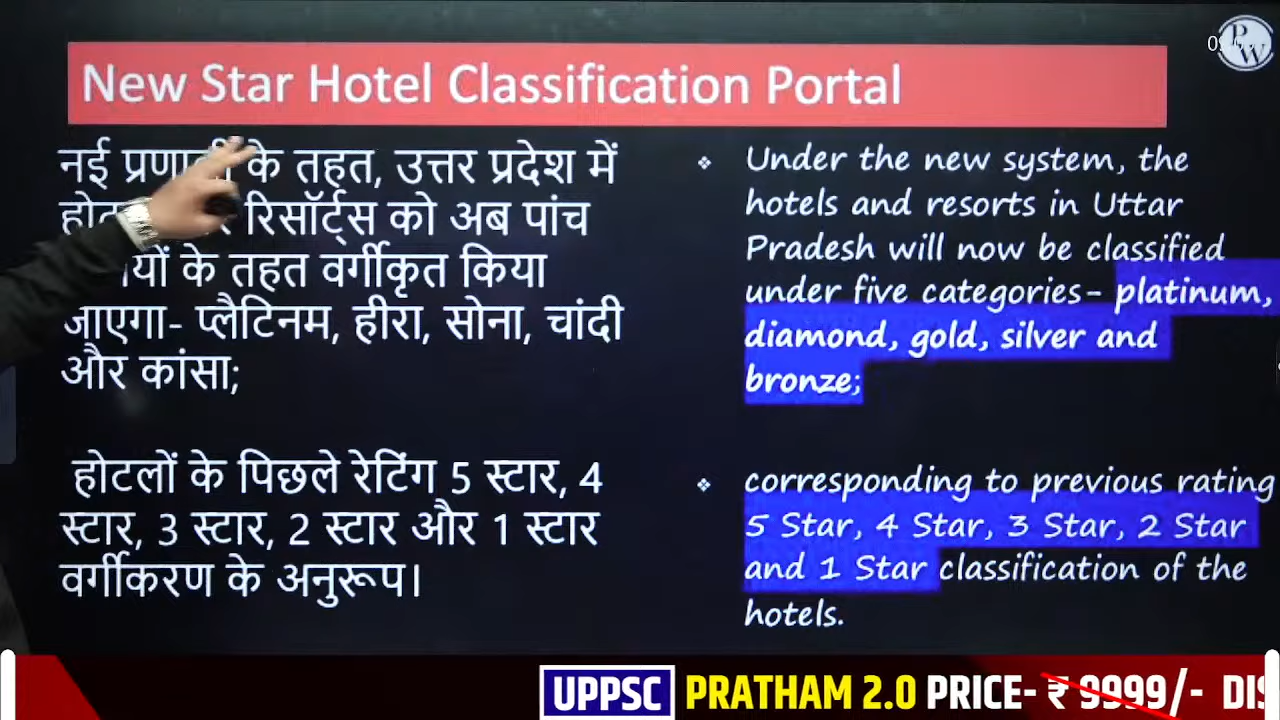 New Star Hotel Classification Portal
PW
नई के तहत, उत्तर प्रदेश में
रिसॉर्ट्स को अब पांच
के तहत वर्गीकृत किया
जाएगा- प्लैटिनम, हीरा, सोना, चांदी
और कांसा;
होटलों के पिछले रेटिंग 5 स्टार, 4
स्टार, 3 स्टार, 2 स्टार और 1 स्टार
वर्गीकरण के अनुरूप।
❖ Under the new system, the
hotels and resorts in Uttar
Pradesh will now be classified
under five categories- platinum,
diamond, gold, silver and
bronze;
❖ corresponding to previous rating
5 Star, 4 Star, 3 Star, 2 Star
and 1 Star classification of the
hotels.
UPPSC PRATHAM 2.0 PRICE- ₹ 9999/- DIS